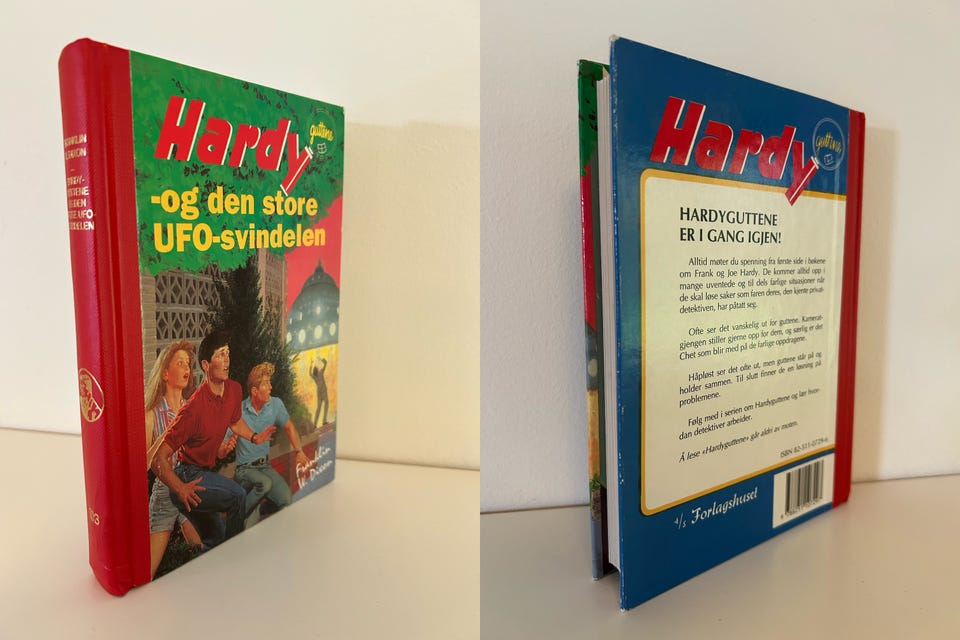 Hardy
guttene
-og den store
UFO-svindelen
Franklin
W. Dixon
Hardy
guttene
HARDYGUTTENE
ER I GANG IGJEN!
Alltid møter du spenning fra første side i bøkene
om Frank og Joe Hardy. De kommer alltid opp i
mange uventede og til dels farlige situasjoner når
de skal løse saker som faren deres, den kjente privat-
detektiven, har påtatt seg.
Ofte ser det vanskelig ut for guttene. Kamerat-
gjengen stiller gjerne opp for dem, og særlig er det
Chet som blir med på de farlige oppdragene.
Håpløst ser det ofte ut, men guttene står på og
holder sammen. Til slutt finner de en løsning på
problemene.
Følg med i serien om Hardyguttene og lær hvor-
dan detektiver arbeider.
Å lese «Hardyguttene» går aldri av moten.
ISBN 82-511-0729-6
A/S Forlagshuset